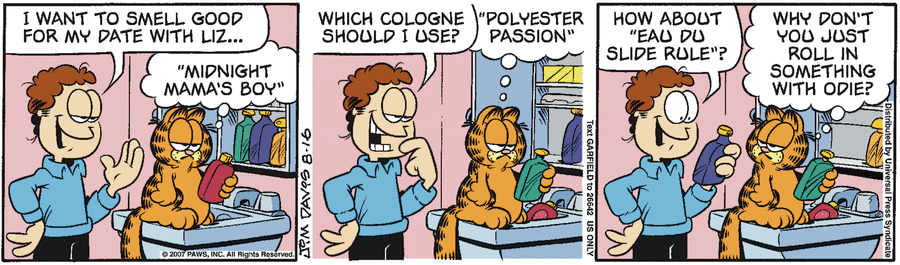 I WANT TO SMELL GOOD
FOR MY DATE WITH LIZ...
"MIDNIGHT
MAMA'S BOY"
© 2007 PAWS, INC. All Rights Reserved.
JIM DAVIS 8-16
WHICH COLOGNE
SHOULD I USE?
"POLYESTER
PASSION"
Text GARFIELD to 26642 US ONLY
HOW ABOUT
"EAU DU
SLIDE RULE"?
WHY DON'T
YOU JUST
ROLL IN
SOMETHING
WITH ODIE?
Distributed by Universal Press Syndicate